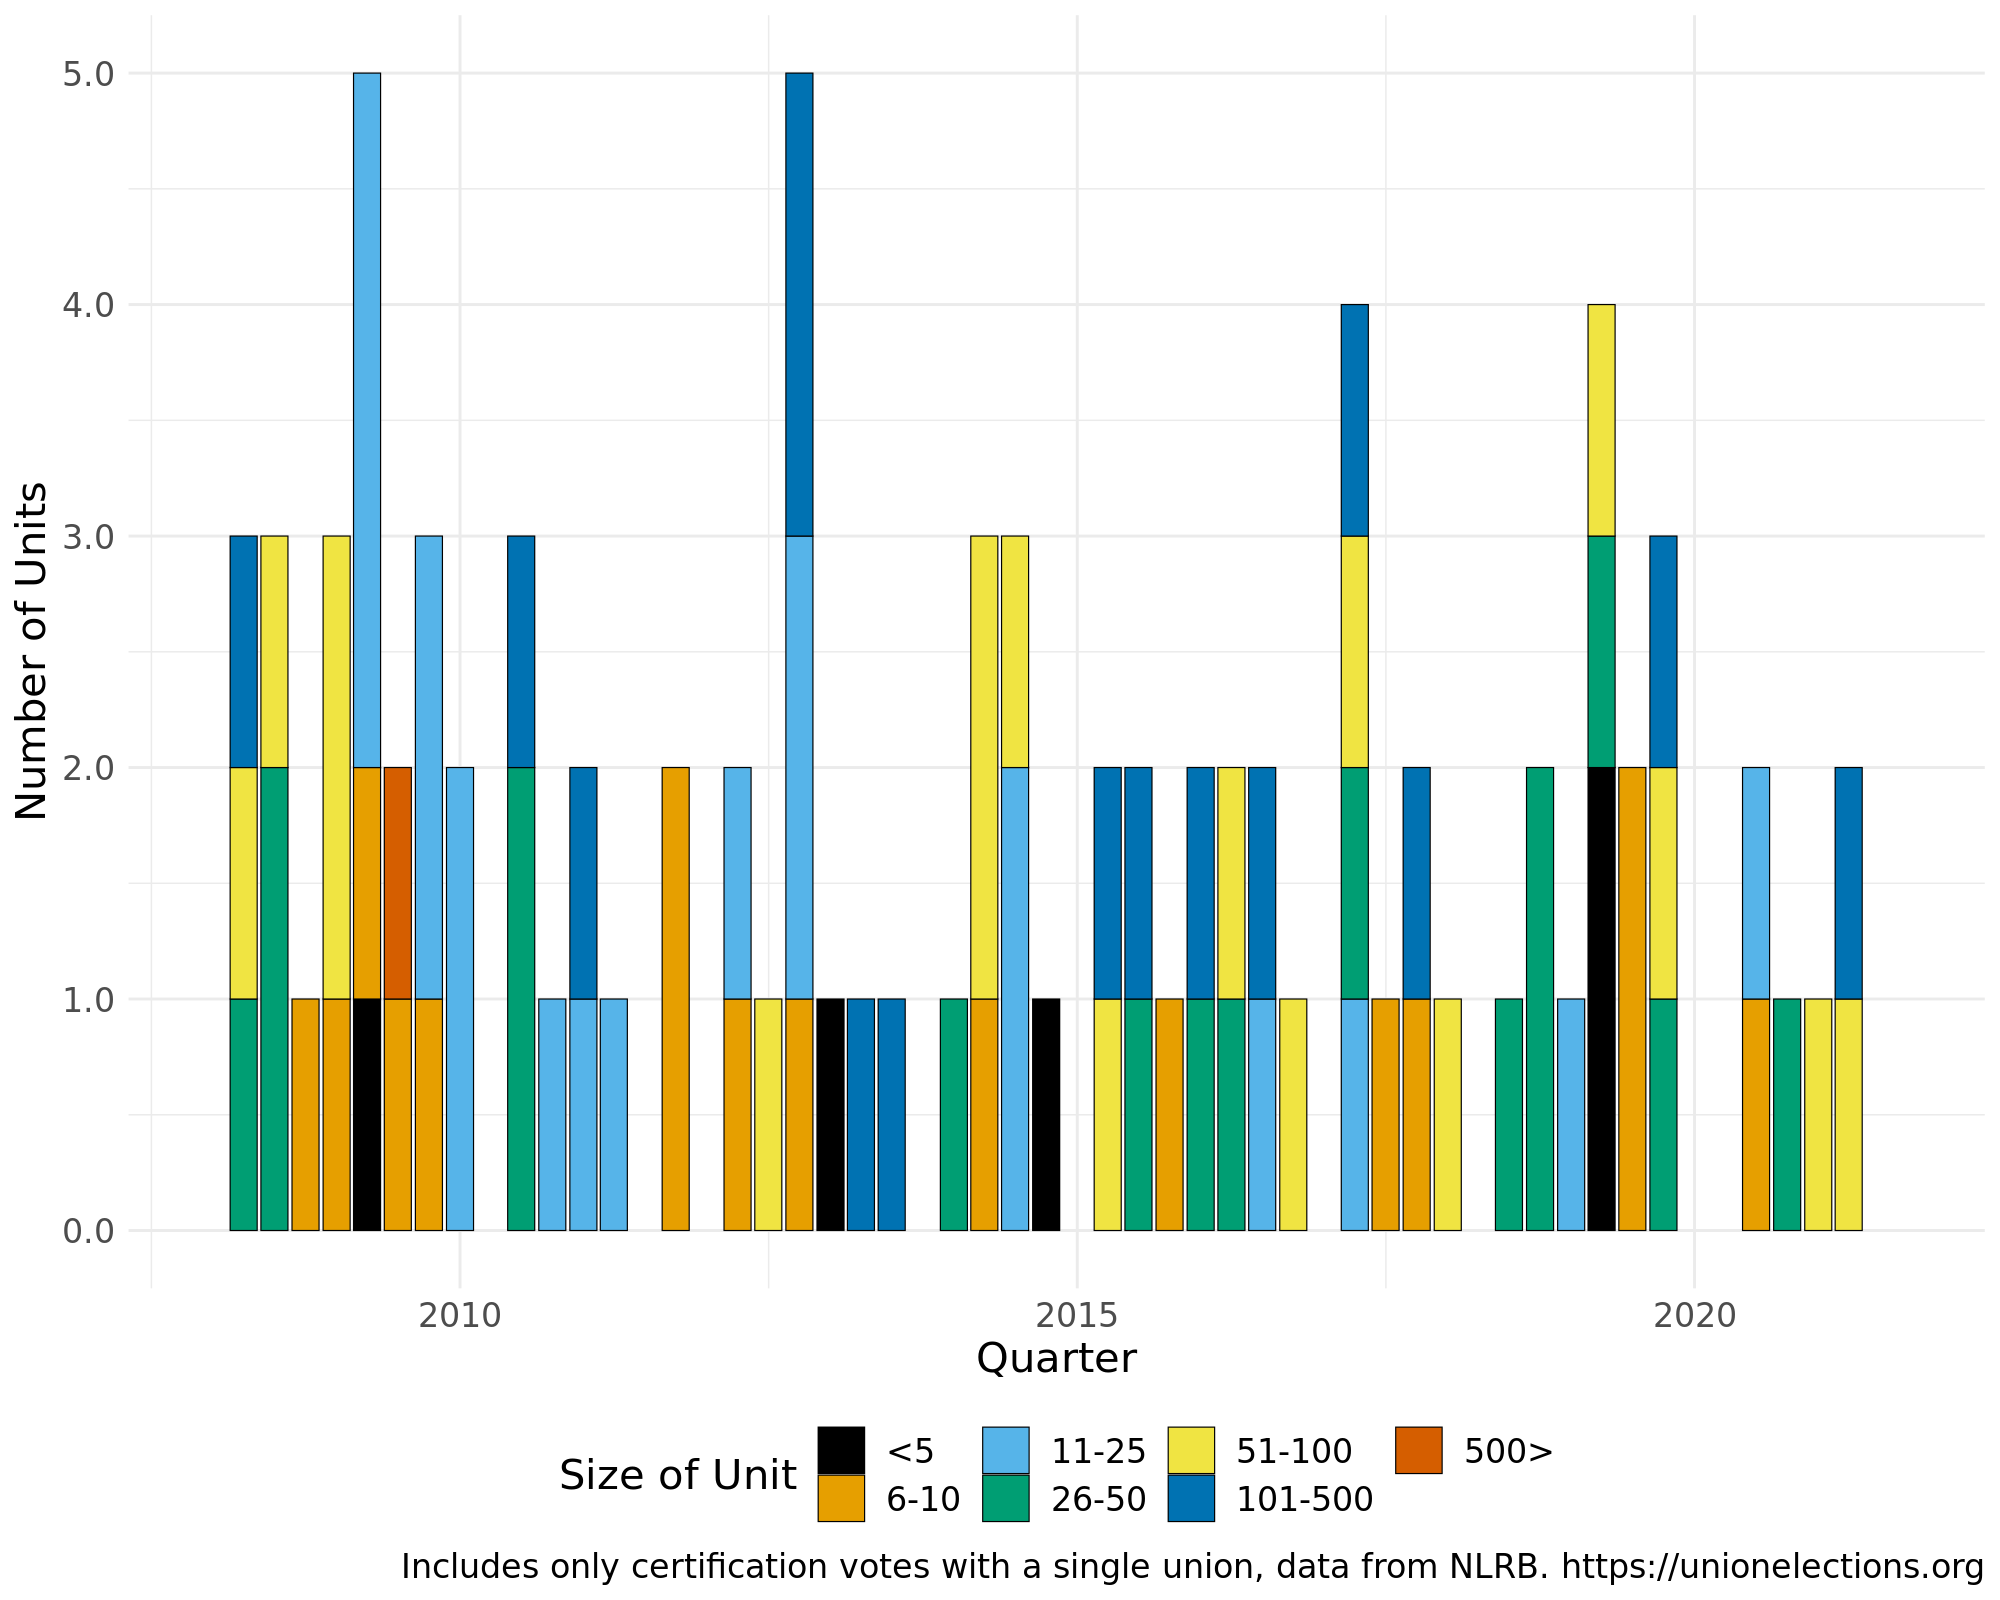 5.0
4.0
3.0
2.0
1.0
0.0
Number of Units
2010 2015 2020
Quarter
Size of Unit
<5 11-25 51-100 500>
6-10 26-50 101-500
Includes only certification votes with a single union, data from NLRB. https://unionelections.org